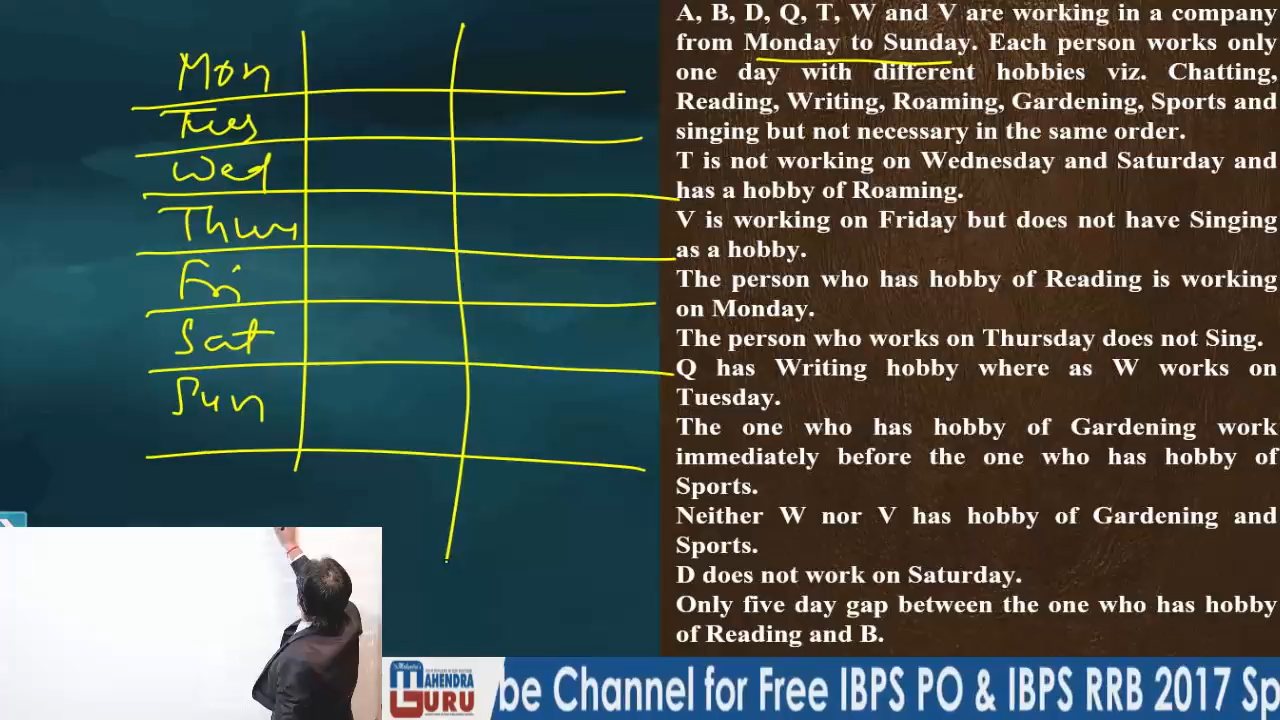 Mon
Tues
Wed
Thurs
Fri
Sat
Sun
A, B, D, Q, T, W and V are working in a company
from Monday to Sunday. Each person works only
one day with different hobbies viz. Chatting,
Reading, Writing, Roaming, Gardening, Sports and
singing but not necessary in the same order.
T is not working on Wednesday and Saturday and
has a hobby of Roaming.
V is working on Friday but does not have Singing
as a hobby.
The person who has hobby of Reading is working
on Monday.
The person who works on Thursday does not Sing.
Q has Writing hobby where as W works on
Tuesday.
The one who has hobby of Gardening work
immediately before the one who has hobby of
Sports.
Neither W nor V has hobby of Gardening and
Sports.
D does not work on Saturday.
Only five day gap between the one who has hobby
of Reading and B.
MAHENDRA
GURU
be Channel for Free IBPS PO & IBPS RRB 2017 Sp